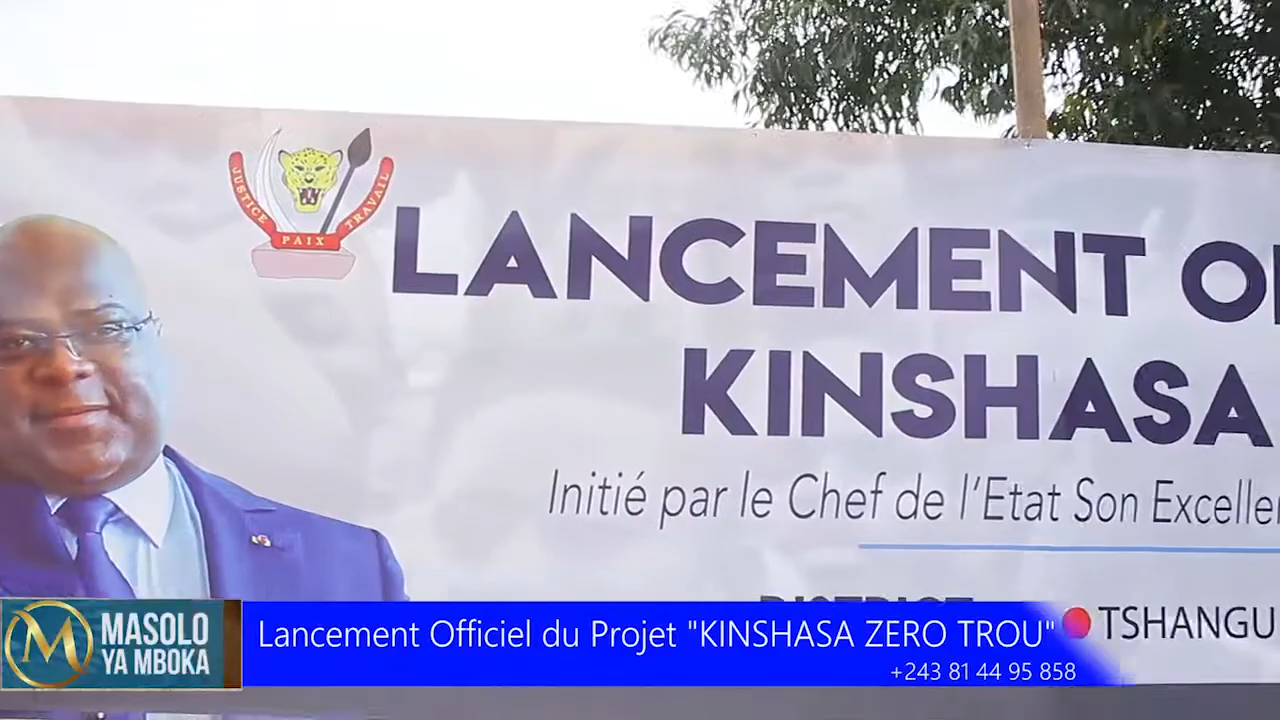 JUSTICE PAIX TRAVAIL
LANCEMENT
KINSHASA
Initié par le Chef de l'Etat Son
DISTRICT TSHANGU
MASOLO
YA MBOKA
Lancement Officiel du Projet "KINSHASA ZERO TROU"
+243 81 44 95 858